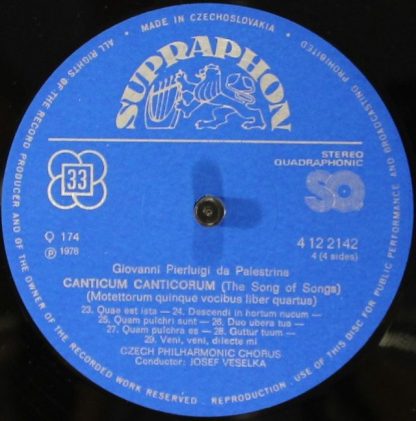 · MADE IN CZECHOSLOVAKIA · ALL RIGHTS OF THE RECORD PRODUCER AND OF THE OWNER OF THE RECORDED WORK RESERVED · REPRODUCTION · USE OF THIS DISC FOR PUBLIC PERFORMANCE AND BROADCASTING PROHIBITED
SUPRAPHON
33
STEREO
QUADRAPHONIC
SQ
174
℗ 1978
4 12 2142
4 (4 sides)
Giovanni Pierluigi da Palestrina
CANTICUM CANTICORUM (The Song of Songs)
(Motettorum quinque vocibus liber quartus)
23. Quae est ista — 24. Descendi in hortum nucum —
25. Quam pulchri sunt — 26. Duo ubera tua —
27. Quam pulchra es — 28. Guttur tuum —
29. Veni, veni, dilecte mi
CZECH PHILHARMONIC CHORUS
Conductor: JOSEF VESELKA